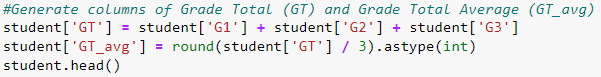 #Generate columns of Grade Total (GT) and Grade Total Average (GT_avg)
student['GT'] = student['G1'] + student['G2'] + student['G3']
student['GT_avg'] = round(student['GT'] / 3).astype(int)
student.head()